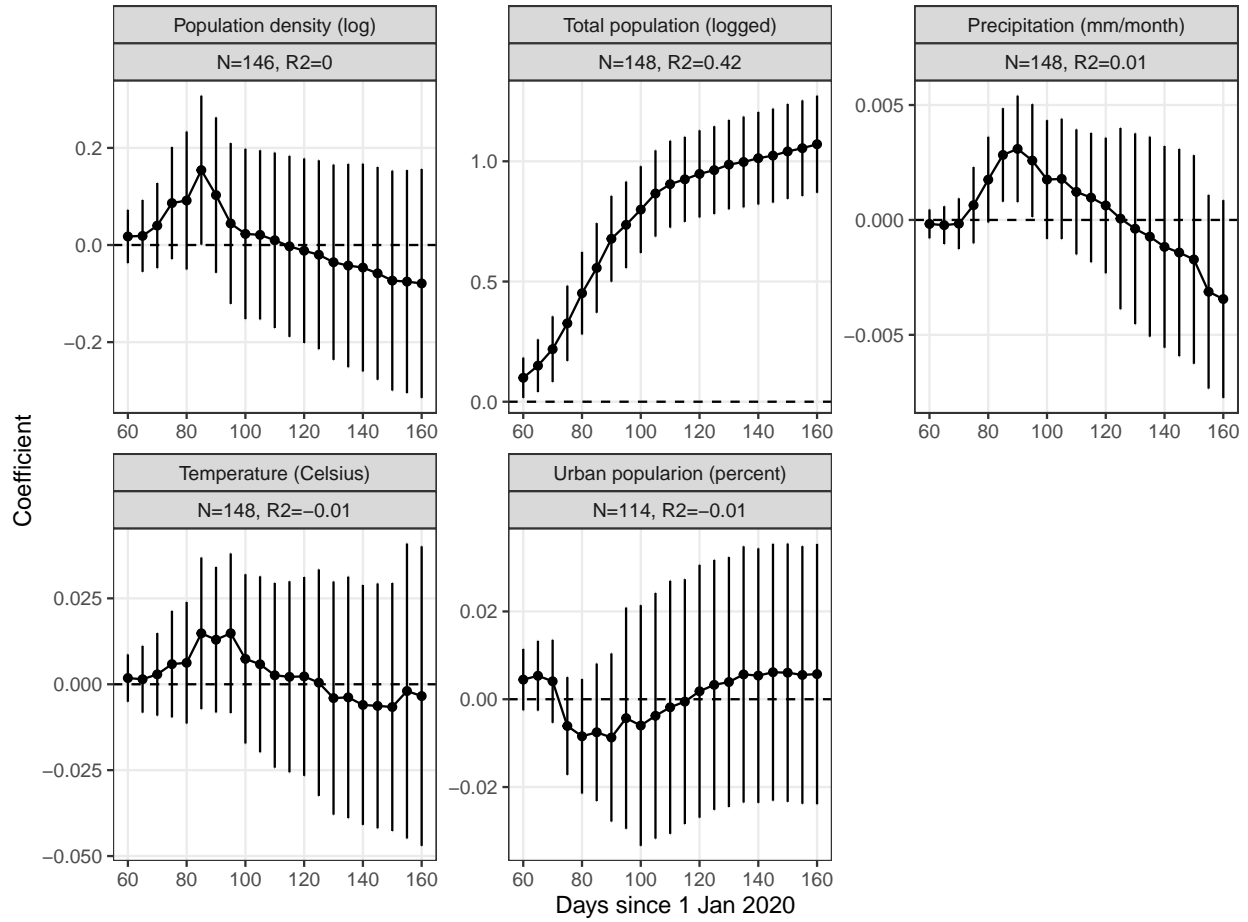 Population density (log)
N=146, R2=0
0.2
0.0
−0.2
60 80 100 120 140 160
Total population (logged)
N=148, R2=0.42
1.0
0.5
0.0
60 80 100 120 140 160
Precipitation (mm/month)
N=148, R2=0.01
0.005
0.000
−0.005
60 80 100 120 140 160
Temperature (Celsius)
N=148, R2=−0.01
0.025
0.000
−0.025
−0.050
60 80 100 120 140 160
Urban popularion (percent)
N=114, R2=−0.01
0.02
0.00
−0.02
60 80 100 120 140 160
Coefficient
Days since 1 Jan 2020